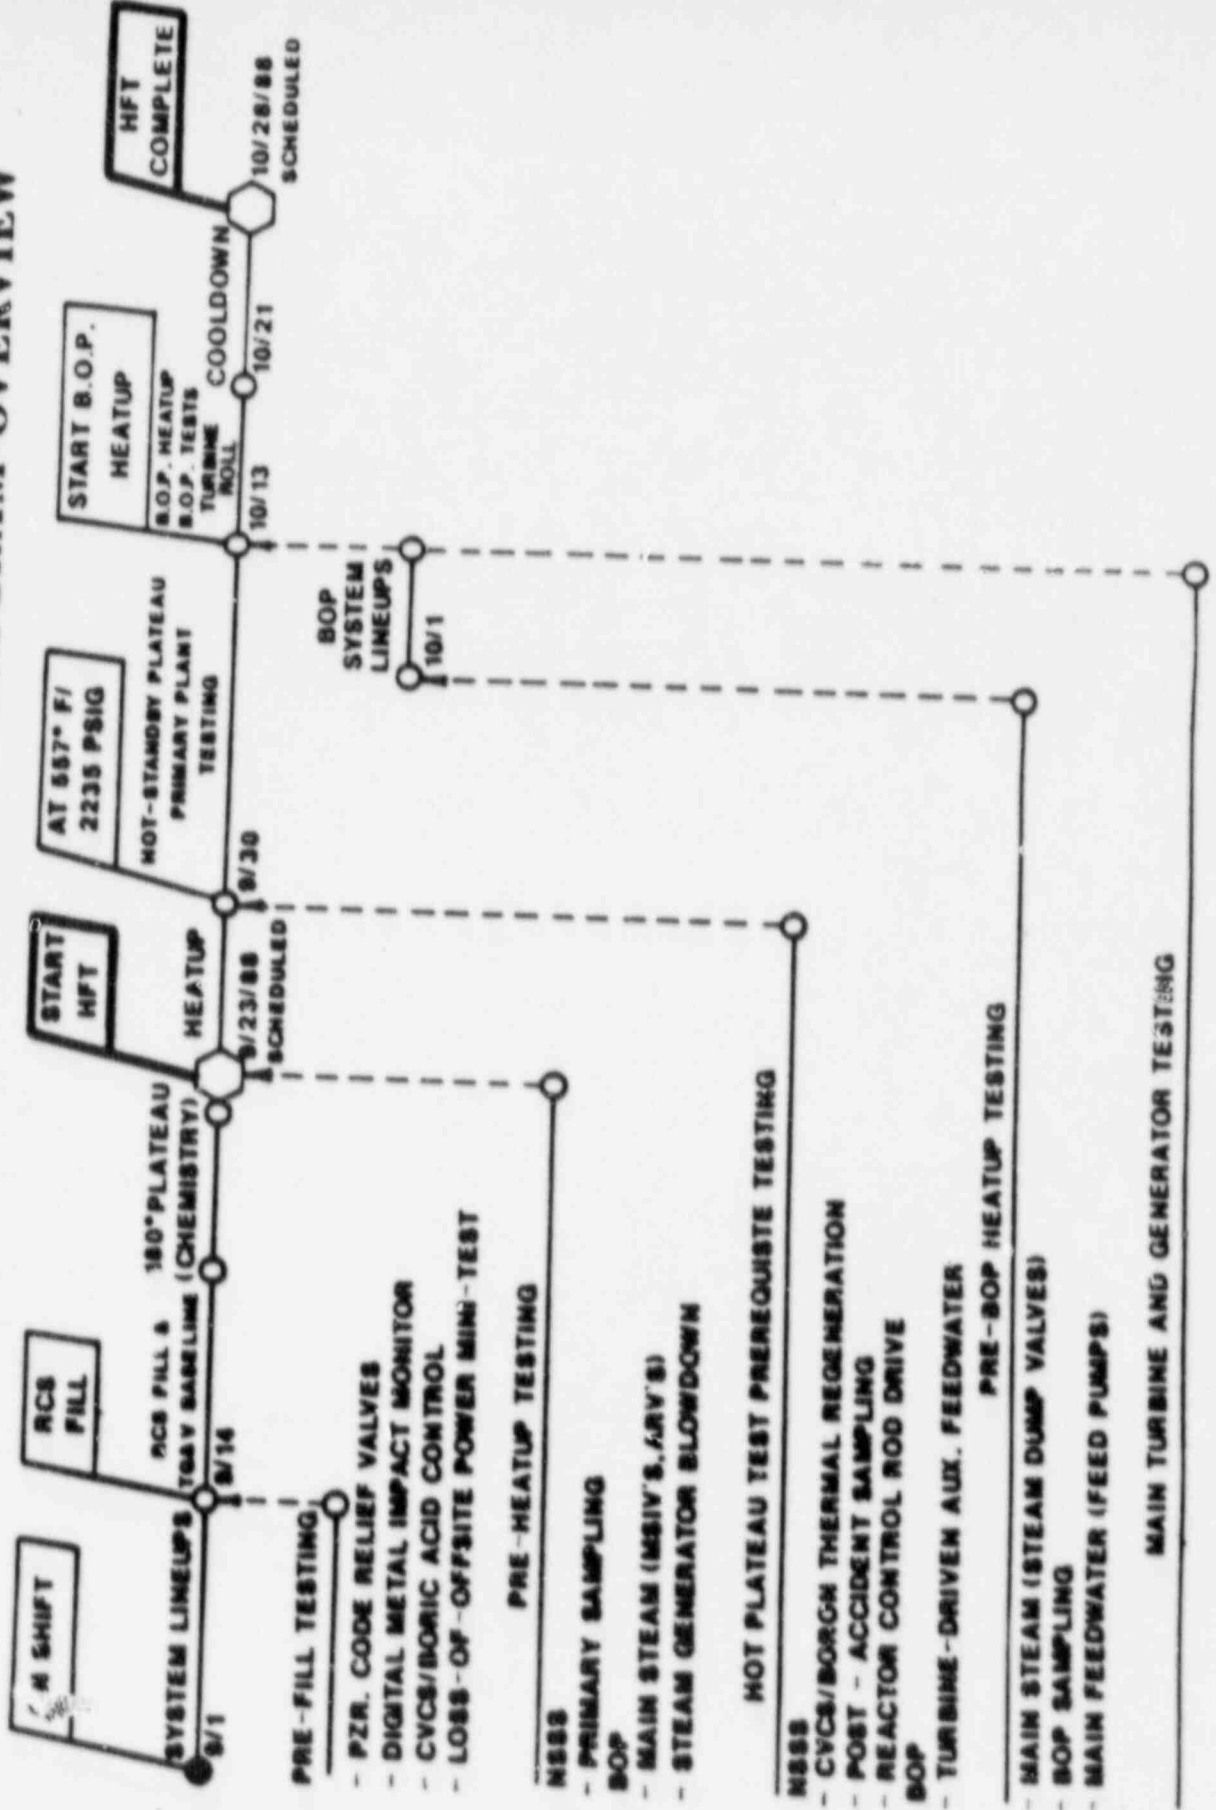 OVERVIEW
N SHIFT
RCS
FILL
START
HFT
AT 557° F/
2235 PSIG
START B.O.P.
HEATUP
HFT
COMPLETE
SYSTEM LINEUPS
RCS FILL &
BASELINE
180° PLATEAU
(CHEMISTRY)
HEATUP
HOT-STANDBY PLATEAU
PRIMARY PLANT
TESTING
B.O.P. HEATUP
B.O.P. TESTS
TURBINE
ROLL
COOLDOWN
9/1
9/14
9/23/88
SCHEDULED
9/30
10/13
10/21
10/28/88
SCHEDULED
BOP
SYSTEM
LINEUPS
10/1
PRE-FILL TESTING
- PZR. CODE RELIEF VALVES
- DIGITAL METAL IMPACT MONITOR
- CVCS/BORIC ACID CONTROL
- LOSS-OF-OFFSITE POWER MINI-TEST
PRE-HEATUP TESTING
NSSS
- PRIMARY SAMPLING
BOP
- MAIN STEAM (MSIV'S, ARV'S)
- STEAM GENERATOR BLOWDOWN
HOT PLATEAU TEST PREREQUISTE TESTING
NSSS
- CVCS/BORGN THERMAL REGENERATION
- POST-ACCIDENT SAMPLING
- REACTOR CONTROL ROD DRIVE
BOP
- TURBINE-DRIVEN AUX. FEEDWATER
PRE-BOP HEATUP TESTING
- MAIN STEAM (STEAM DUMP VALVES)
- BOP SAMPLING
- MAIN FEEDWATER (FEED PUMPS)
MAIN TURBINE AND GENERATOR TESTING